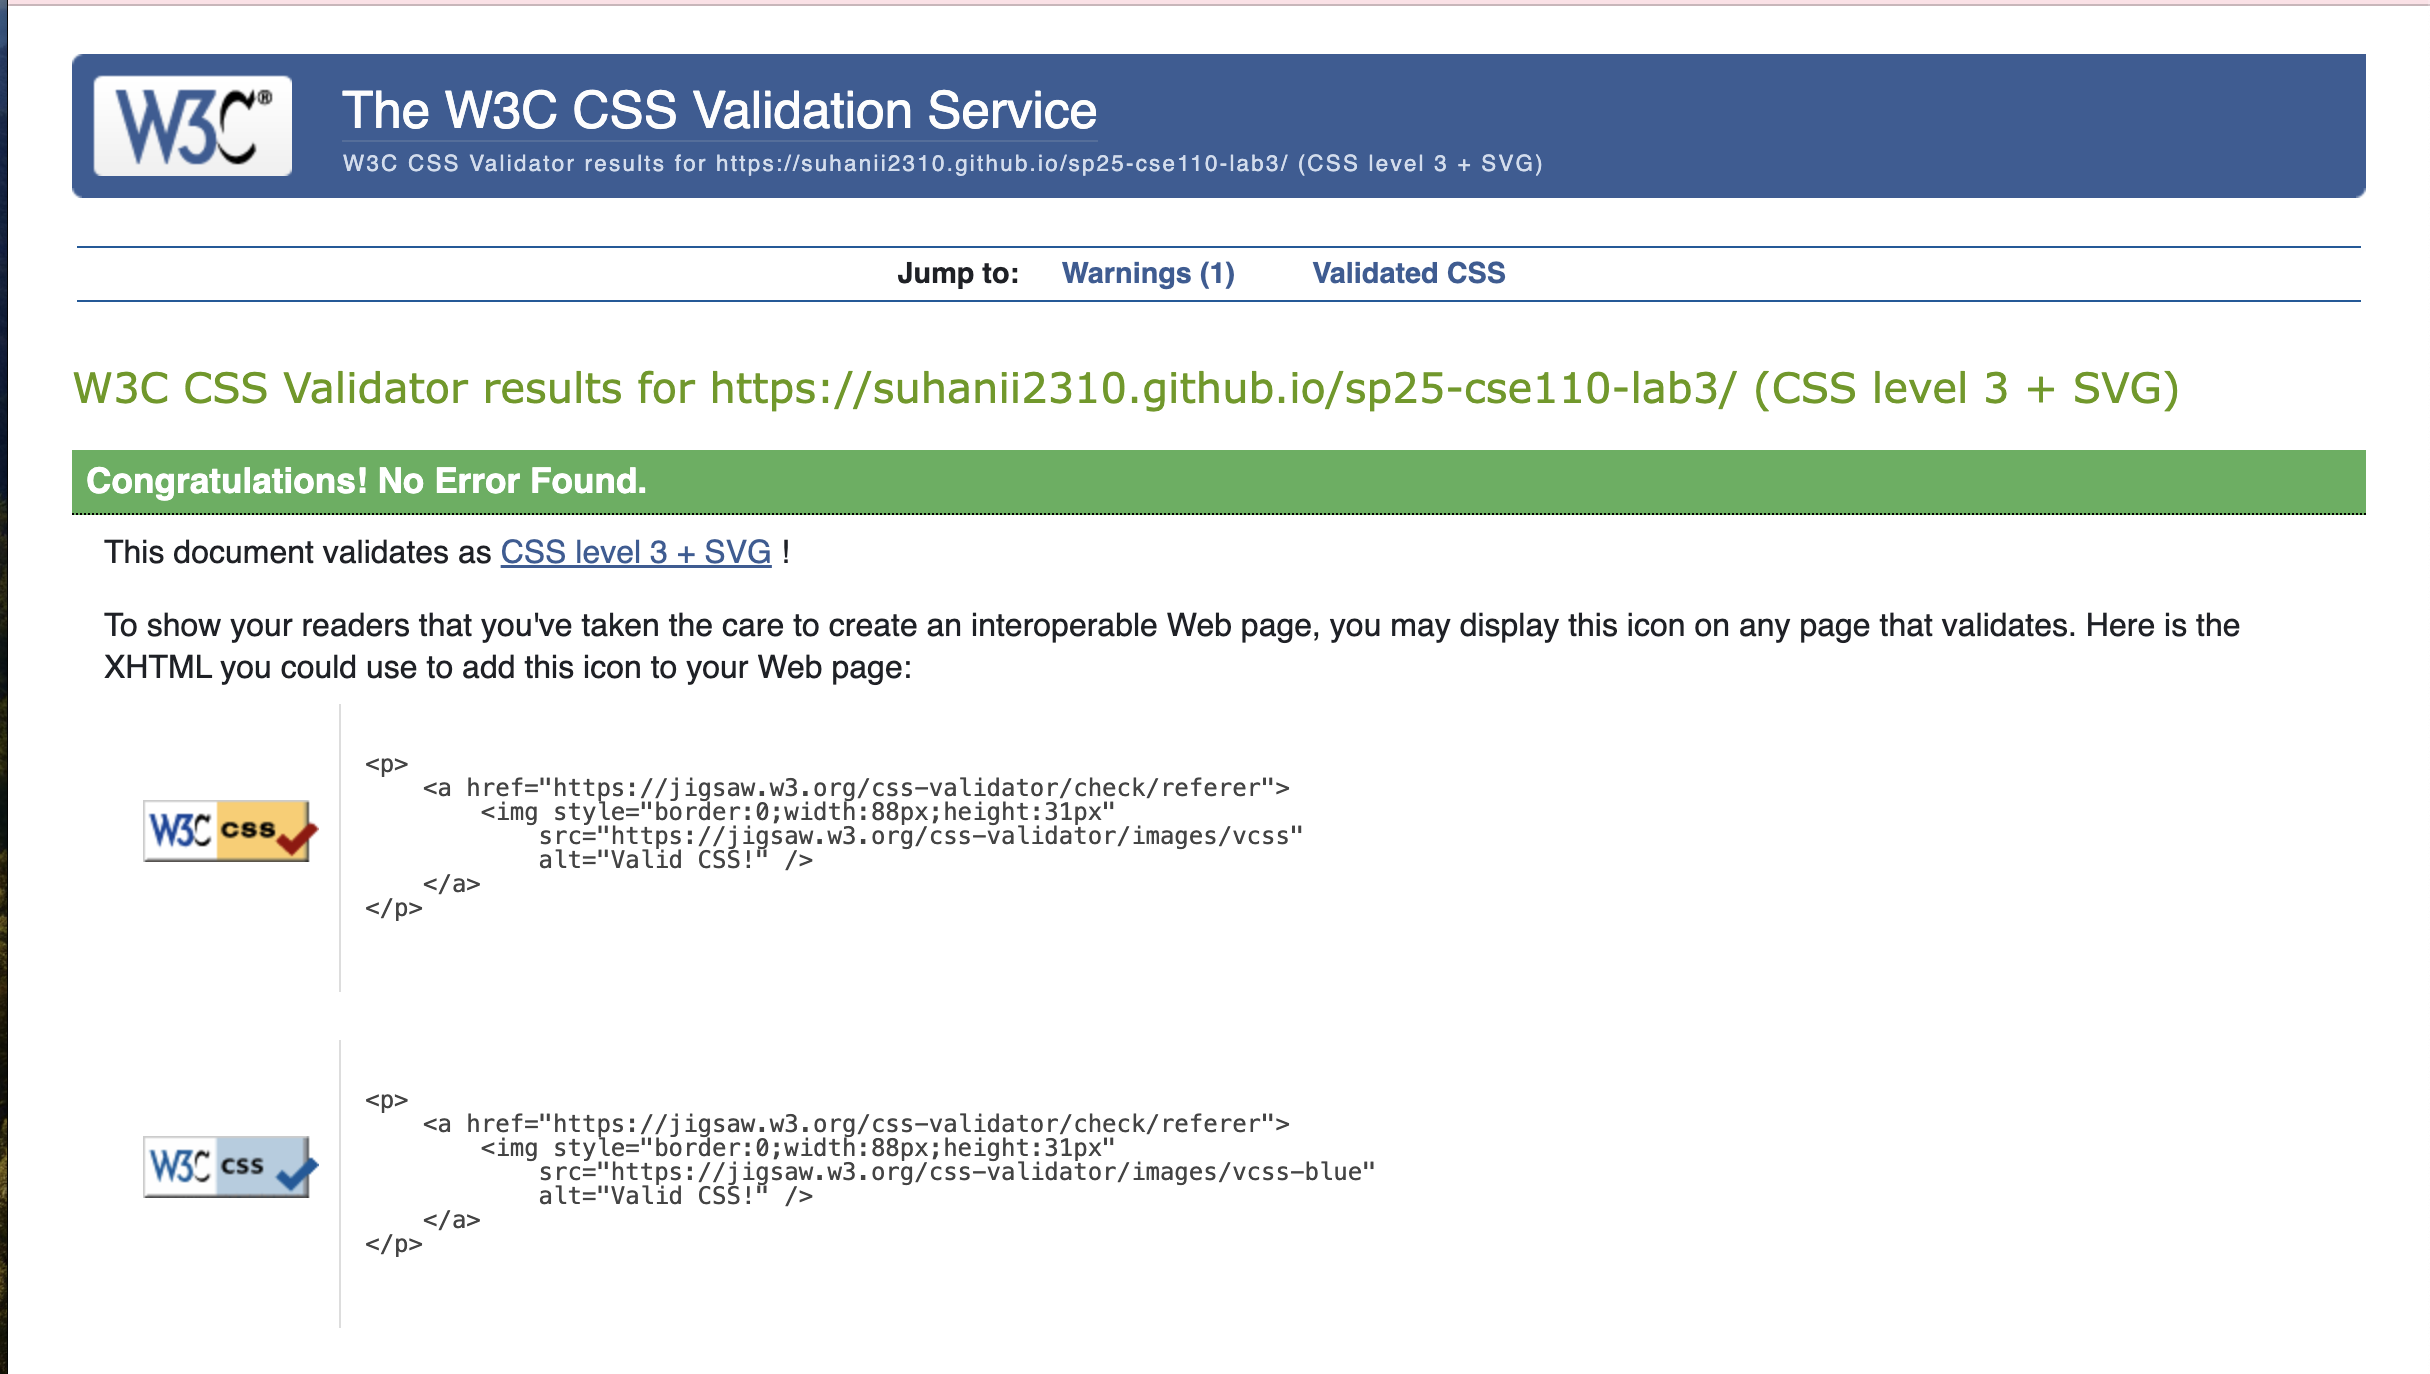 W3C®
The W3C CSS Validation Service
W3C CSS Validator results for https://suhanii2310.github.io/sp25-cse110-lab3/ (CSS level 3 + SVG)
Jump to: Warnings (1) Validated CSS
W3C CSS Validator results for https://suhanii2310.github.io/sp25-cse110-lab3/ (CSS level 3 + SVG)
Congratulations! No Error Found.
This document validates as CSS level 3 + SVG !
To show your readers that you've taken the care to create an interoperable Web page, you may display this icon on any page that validates. Here is the
XHTML you could use to add this icon to your Web page:
W3C css
<p>
    <a href="https://jigsaw.w3.org/css-validator/check/referer">
        <img style="border:0;width:88px;height:31px"
            src="https://jigsaw.w3.org/css-validator/images/vcss"
            alt="Valid CSS!" />
    </a>
</p>
W3C css
<p>
    <a href="https://jigsaw.w3.org/css-validator/check/referer">
        <img style="border:0;width:88px;height:31px"
            src="https://jigsaw.w3.org/css-validator/images/vcss-blue"
            alt="Valid CSS!" />
    </a>
</p>